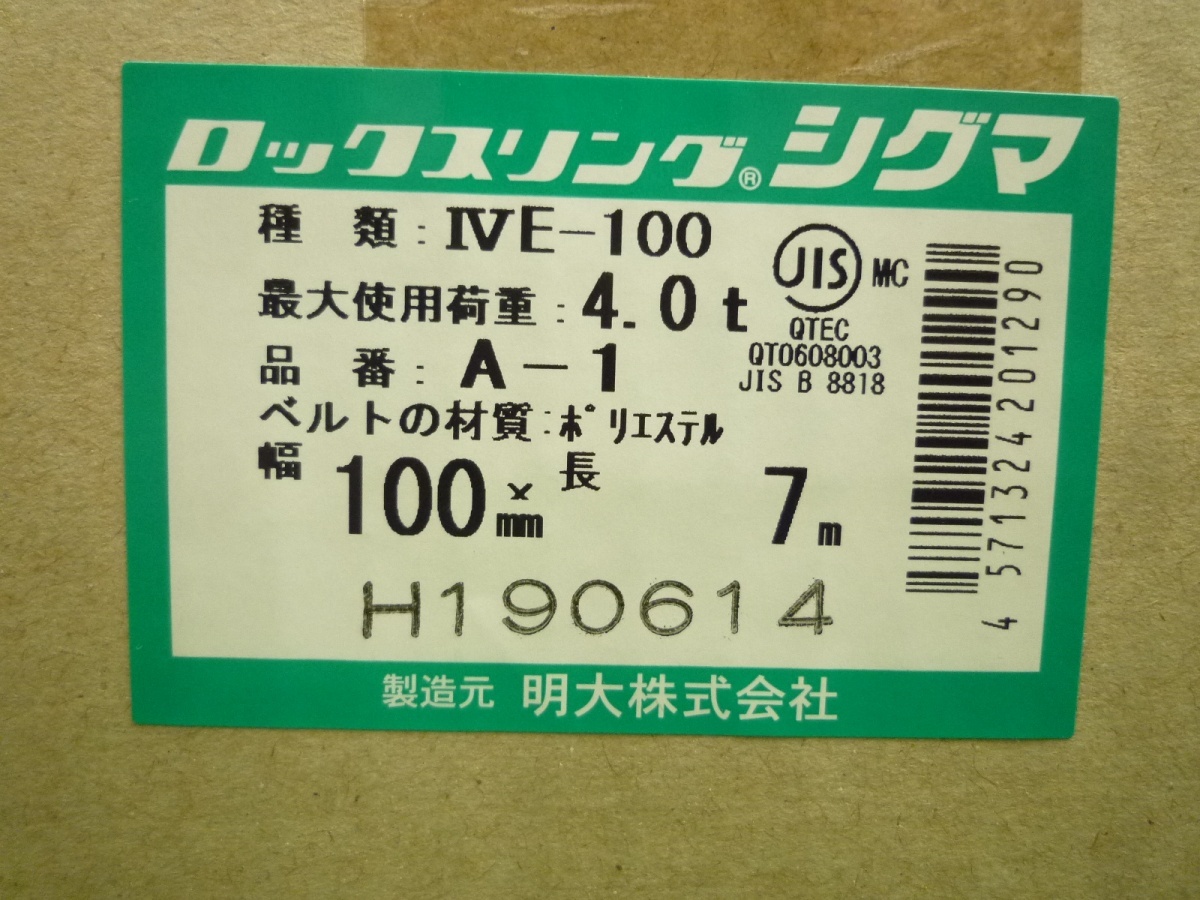 ロックスリング®シグマ
種 類:ⅣE-100
最大使用荷重:4.0t
品 番:A-1
ベルトの材質:ポリエステル
幅 100mm × 長 7m
H190614
JIS MC
QTEC
QT0608003
JIS B 8818
4571324201290
製造元 明大株式会社